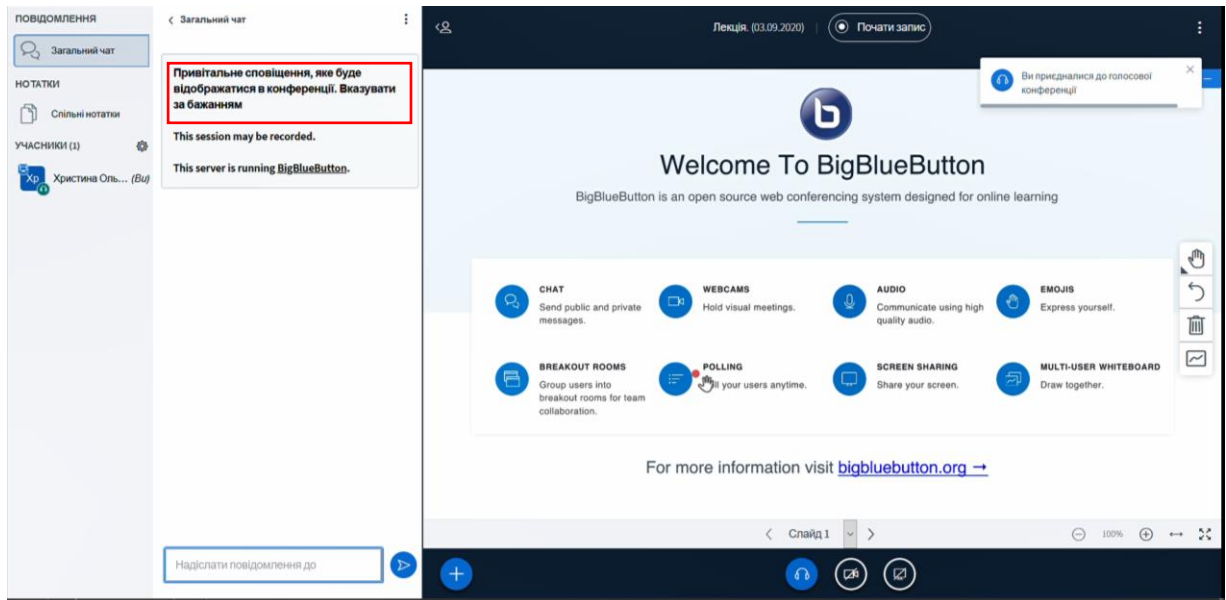 ПОВІДОМЛЕННЯ
Загальний чат
НОТАТКИ
Спільні нотатки
УЧАСНИКИ (1)
Хр
Христина Оль... (Ви)
Загальний чат
Привітальне сповіщення, яке буде
відображатися в конференції. Вказувати
за бажанням
This session may be recorded.
This server is running BigBlueButton.
Надіслати повідомлення до
Лекція. (03.09.2020)
Почати запис
Ви приєдналися до голосової
конференції
Welcome To BigBlueButton
BigBlueButton is an open source web conferencing system designed for online learning
CHAT
Send public and private
messages.
WEBCAMS
Hold visual meetings.
AUDIO
Communicate using high
quality audio.
EMOJIS
Express yourself.
BREAKOUT ROOMS
Group users into
breakout rooms for team
collaboration.
POLLING
your users anytime.
SCREEN SHARING
Share your screen.
MULTI-USER WHITEBOARD
Draw together.
For more information visit bigbluebutton.org →
Слайд 1
100%